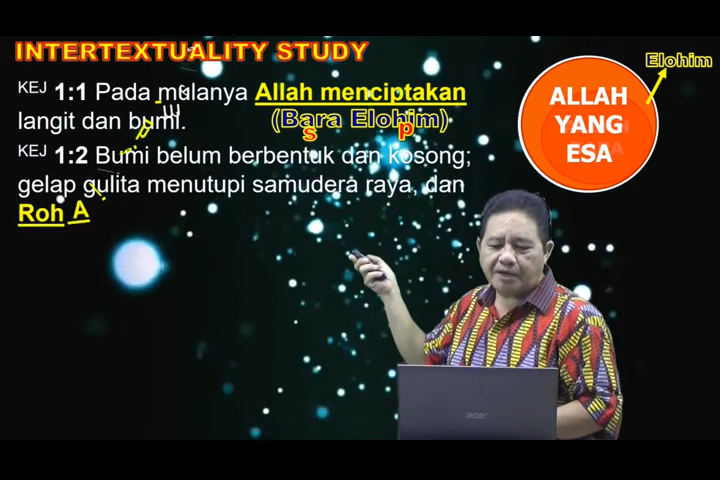 INTERTEXTUALITY STUDY
Elohim
KEJ 1:1 Pada mulanya Allah menciptakan
langit dan bumi. (Bara Elohim)
s p
KEJ 1:2 Bumi belum berbentuk dan kosong;
gelap gulita menutupi samudera raya, dan
Roh A
ALLAH
YANG
ESA
acer